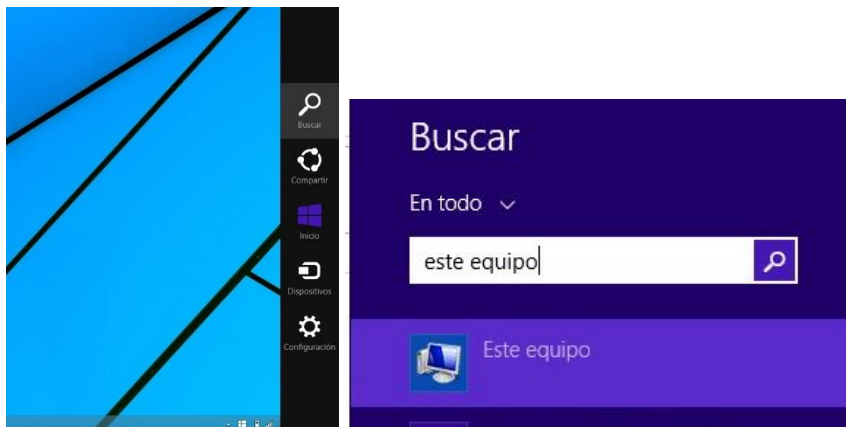 Buscar
Compartir
Inicio
Dispositivos
Configuración
Buscar
En todo
este equipo
Este equipo